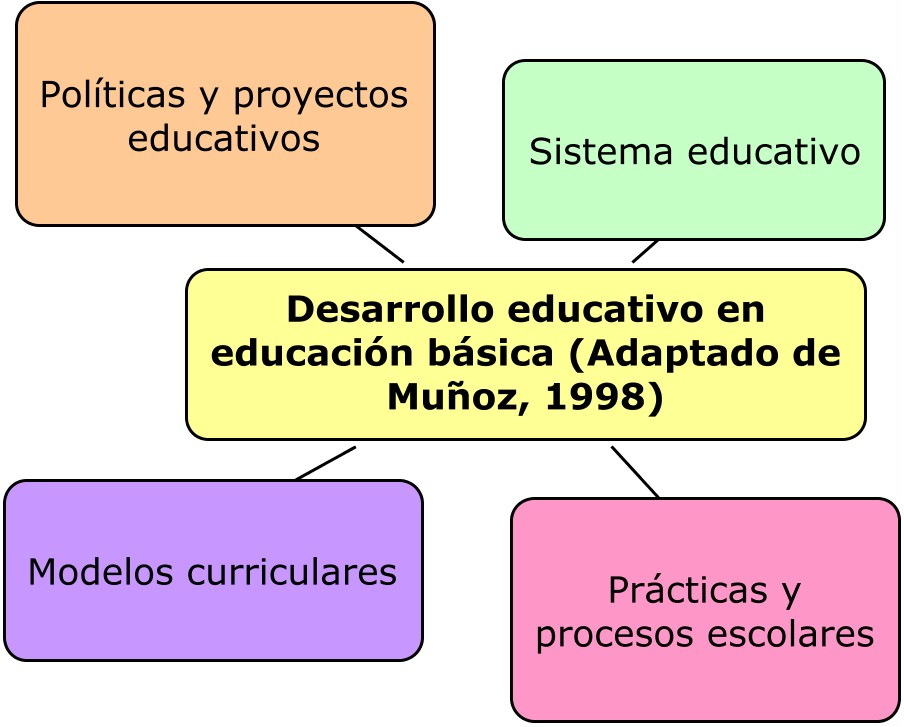 Políticas y proyectos
educativos
Sistema educativo
Desarrollo educativo en
educación básica (Adaptado de
Muñoz, 1998)
Modelos curriculares
Prácticas y
procesos escolares